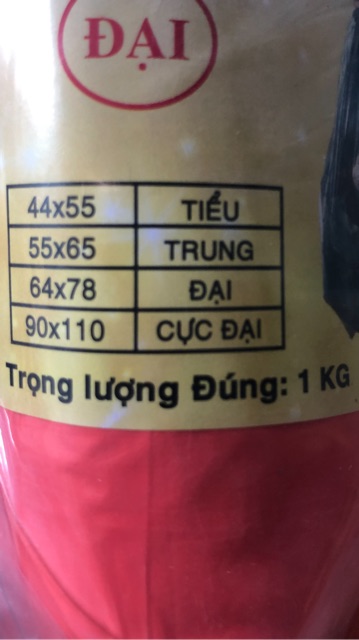 ĐẠI
44x55 TIỂU
55x65 TRUNG
64x78 ĐẠI
90x110 CỰC ĐẠI
Trọng lượng Đúng: 1 KG